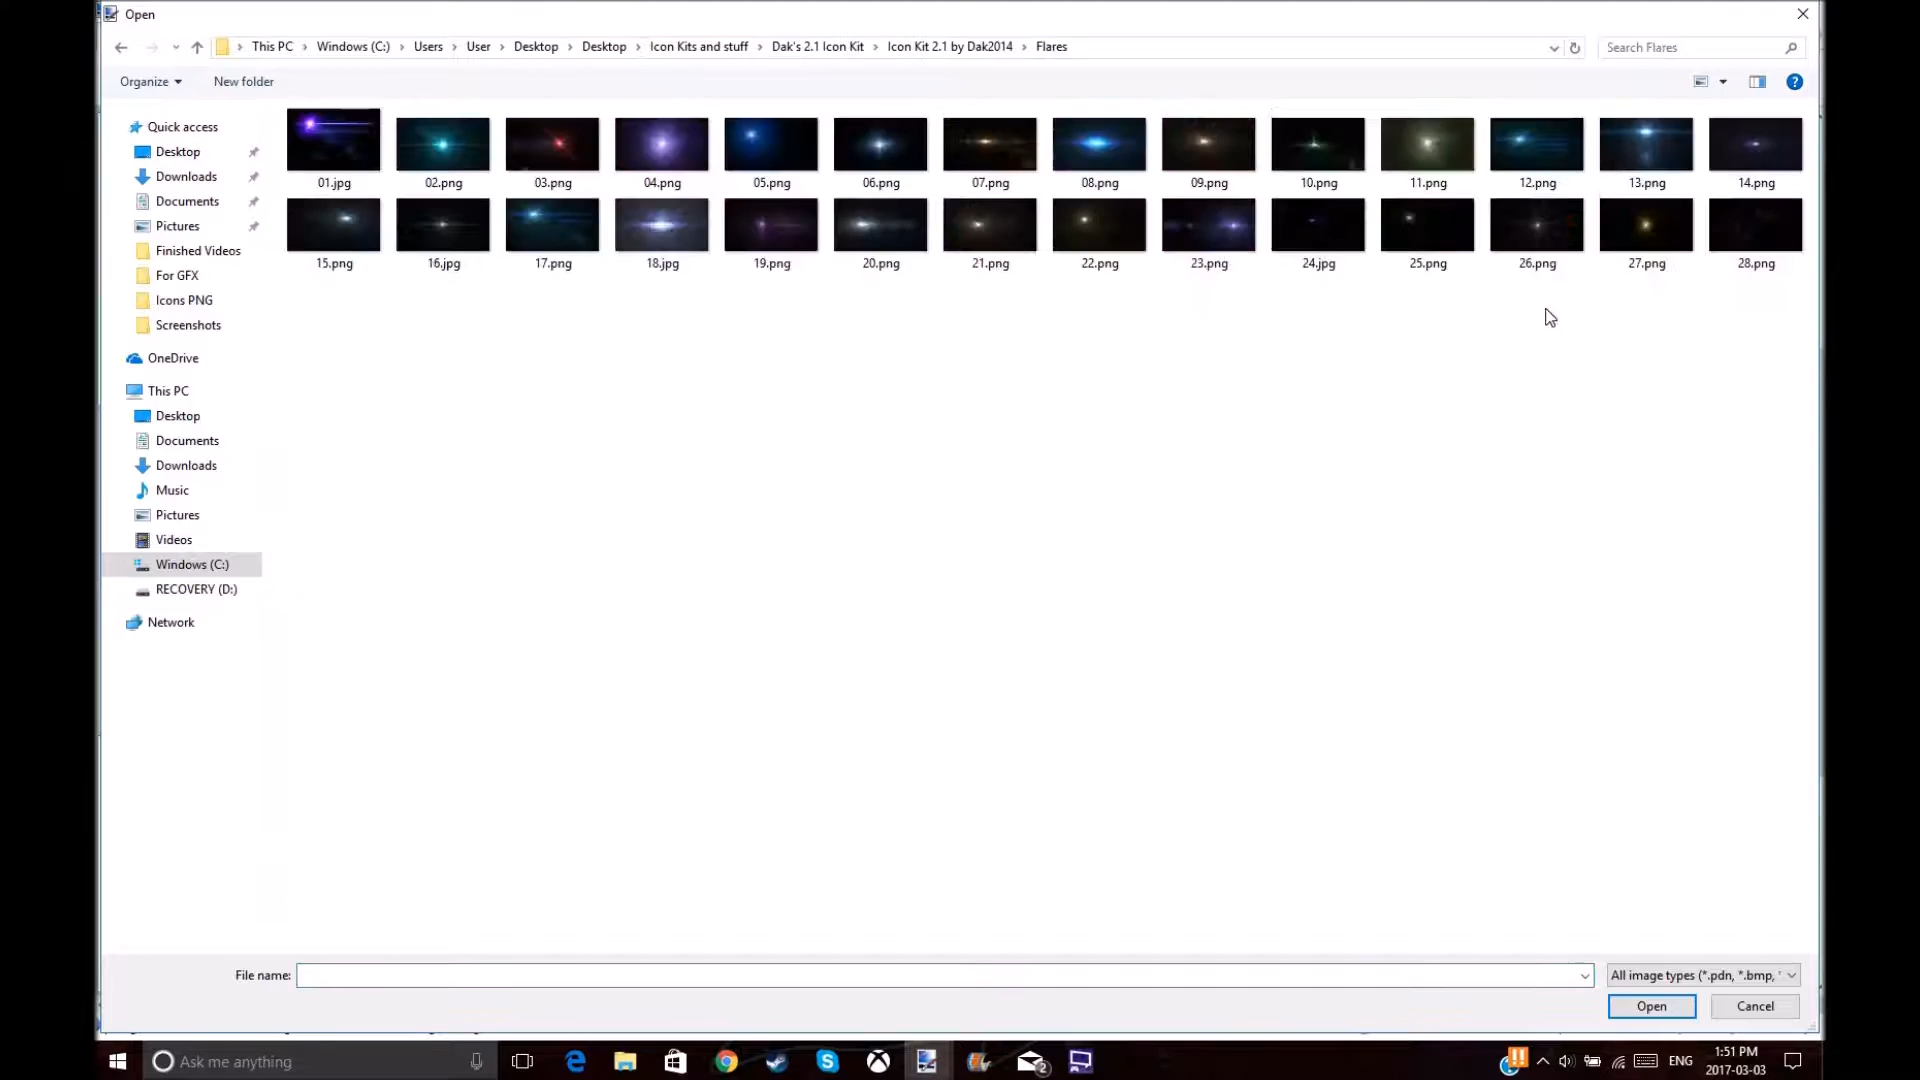 Open
This PC > Windows (C:) > Users > User > Desktop > Desktop > Icon Kits and stuff > Dak's 2.1 Icon Kit > Icon Kit 2.1 by Dak2014 > Flares
Search Flares
Organize
New folder
Quick access
Desktop
Downloads
Documents
Pictures
Finished Videos
For GFX
Icons PNG
Screenshots
OneDrive
This PC
Desktop
Documents
Downloads
Music
Pictures
Videos
Windows (C:)
RECOVERY (D:)
Network
01.jpg 02.png 03.png 04.png 05.png 06.png 07.png 08.png 09.png 10.png 11.png 12.png 13.png 14.png
15.png 16.jpg 17.png 18.jpg 19.png 20.png 21.png 22.png 23.png 24.jpg 25.png 26.png 27.png 28.png
File name:
All image types (*.pdn, *.bmp, *
Open
Cancel
Ask me anything
2
ENG
1:51 PM
2017-03-03